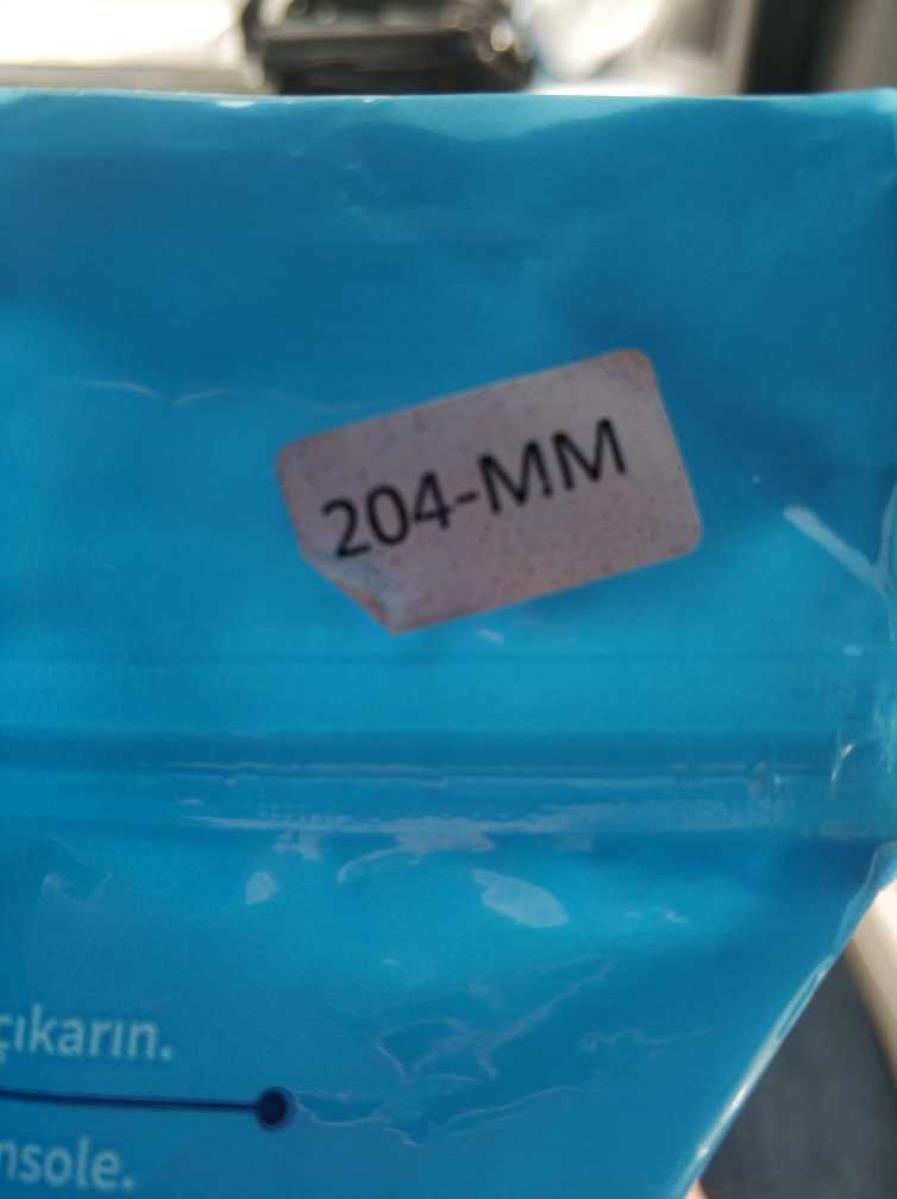 204-MM
çıkarın.
nsole.